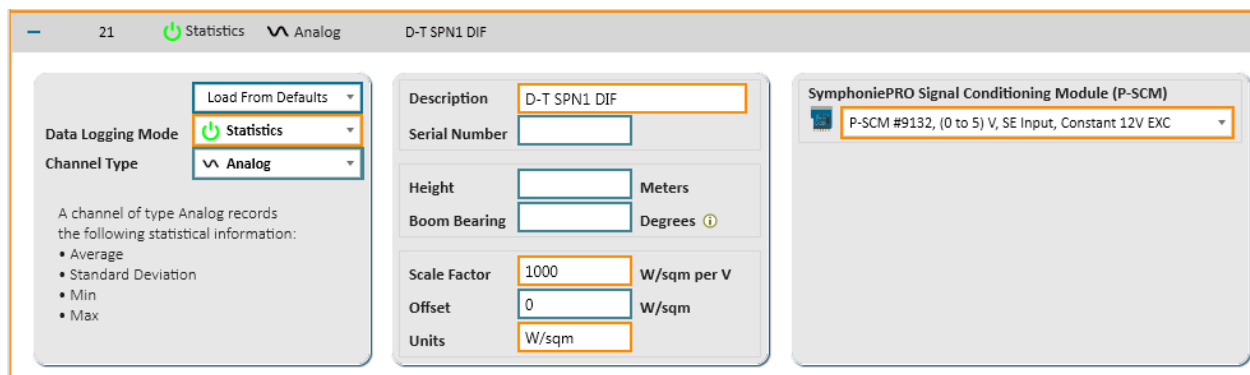 21 Statistics Analog D-T SPN1 DIF
Load From Defaults
Data Logging Mode Statistics
Channel Type Analog
A channel of type Analog records
the following statistical information:
• Average
• Standard Deviation
• Min
• Max
Description D-T SPN1 DIF
Serial Number
Height Meters
Boom Bearing Degrees
Scale Factor 1000 W/sqm per V
Offset 0 W/sqm
Units W/sqm
SymphoniePRO Signal Conditioning Module (P-SCM)
P-SCM #9132, (0 to 5) V, SE Input, Constant 12V EXC